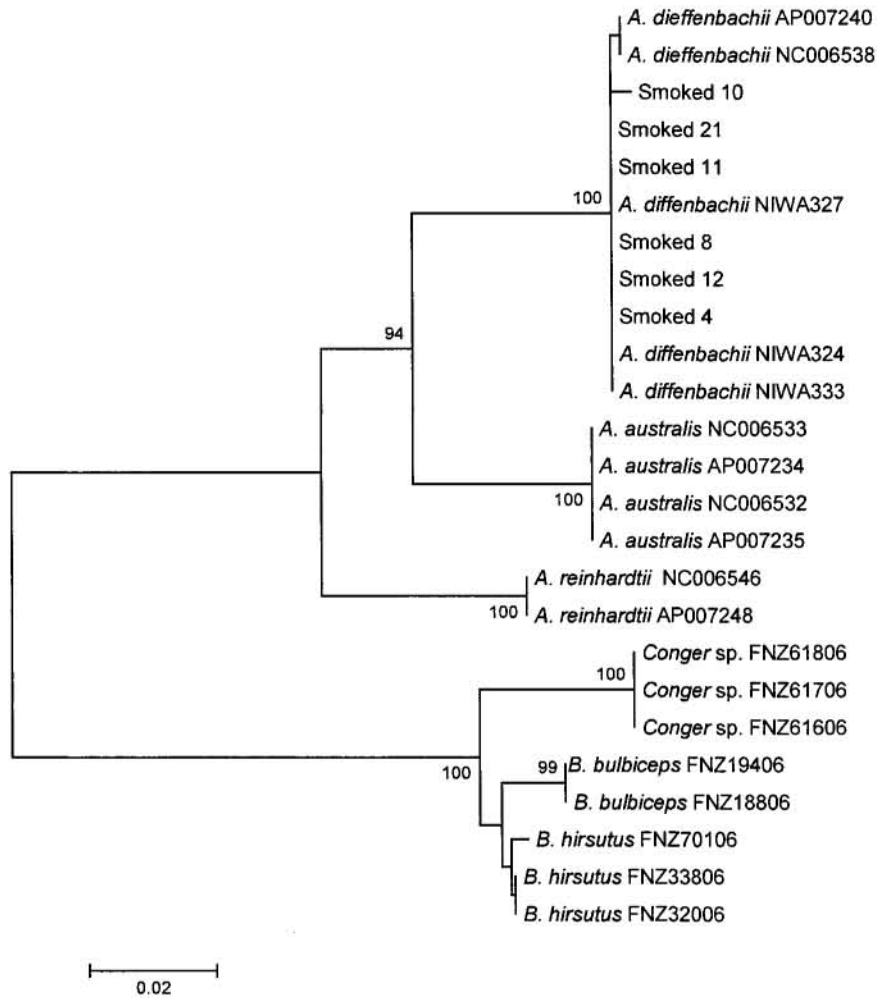 A. dieffenbachii AP007240
A. dieffenbachii NC006538
Smoked 10
Smoked 21
Smoked 11
100
A. diffenbachii NIWA327
Smoked 8
Smoked 12
Smoked 4
94
A. diffenbachii NIWA324
A. diffenbachii NIWA333
A. australis NC006533
A. australis AP007234
100
A. australis NC006532
A. australis AP007235
A. reinhardtii NC006546
100
A. reinhardtii AP007248
Conger sp. FNZ61806
100
Conger sp. FNZ61706
Conger sp. FNZ61606
99
B. bulbiceps FNZ19406
100
B. bulbiceps FNZ18806
B. hirsutus FNZ70106
B. hirsutus FNZ33806
B. hirsutus FNZ32006
0.02